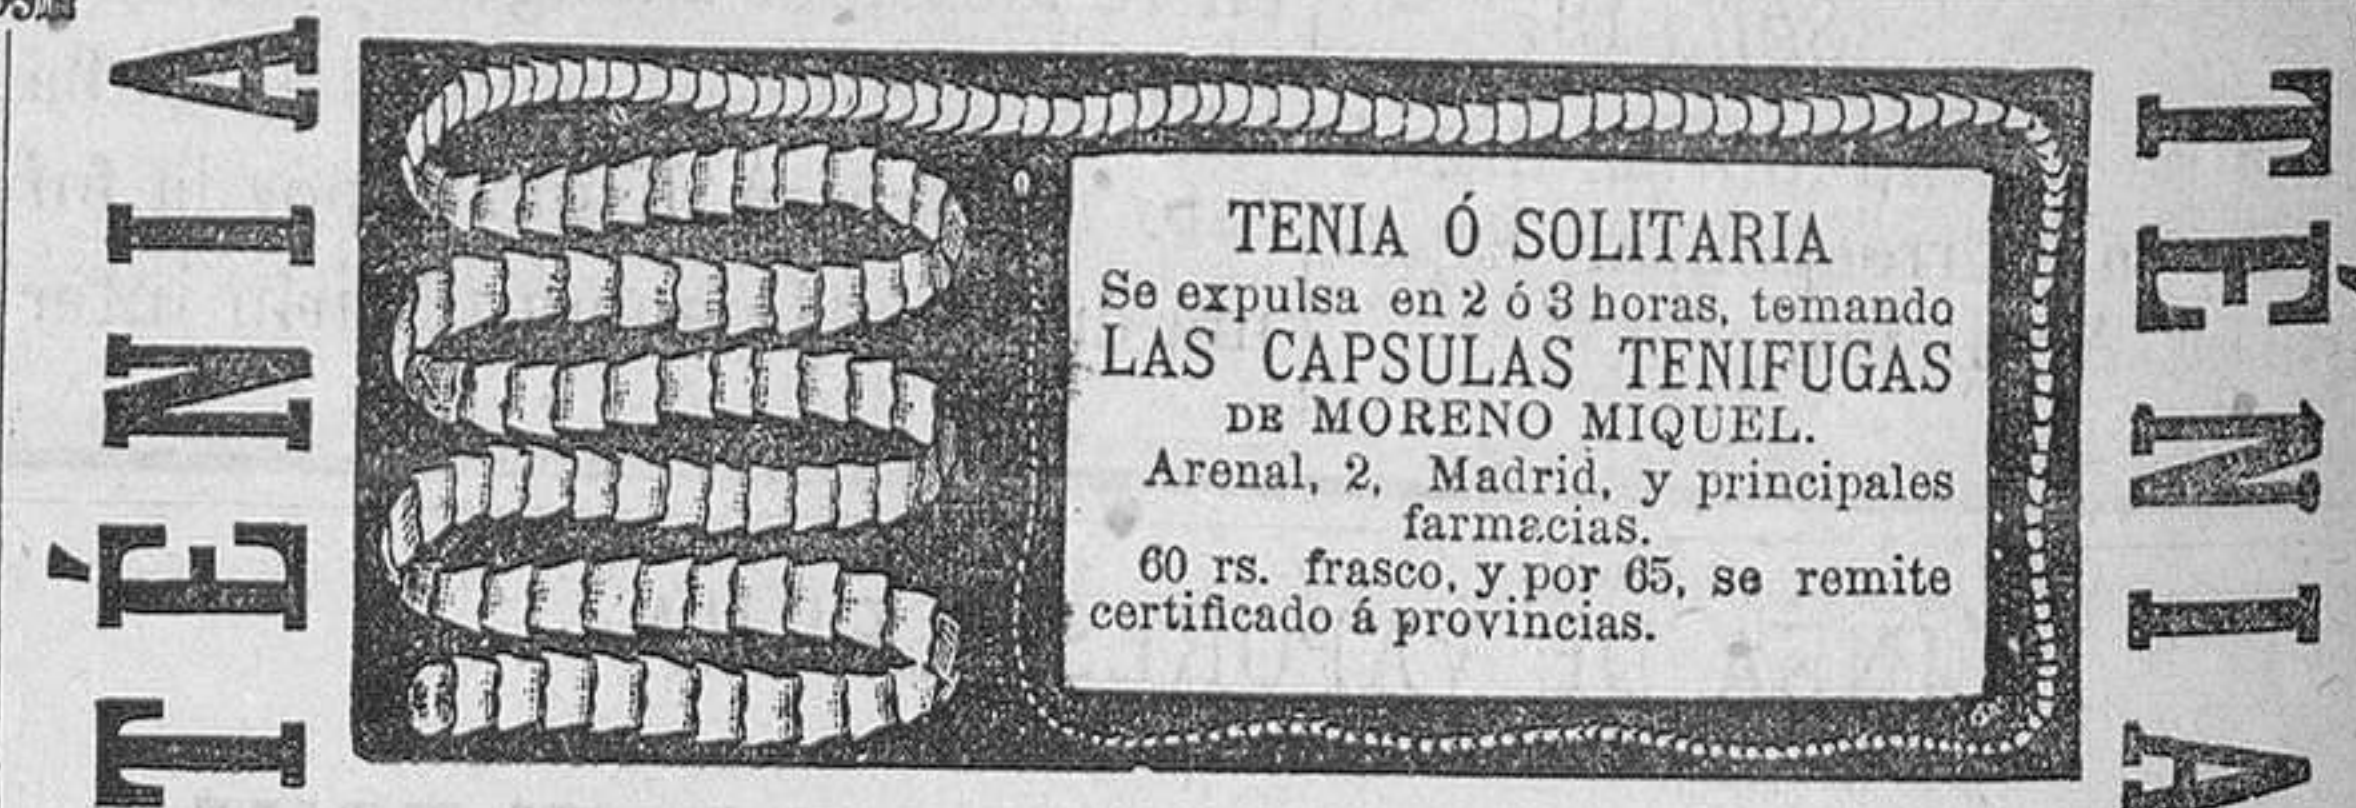 TÉNIA
TENIA Ó SOLITARIA
Se expulsa en 2 ó 3 horas, temando
LAS CAPSULAS TENIFUGAS
DE MORENO MIQUEL.
Arenal, 2, Madrid, y principales
farmacias.
60 rs. frasco, y por 65, se remite
certificado á provincias.
TÉNIA